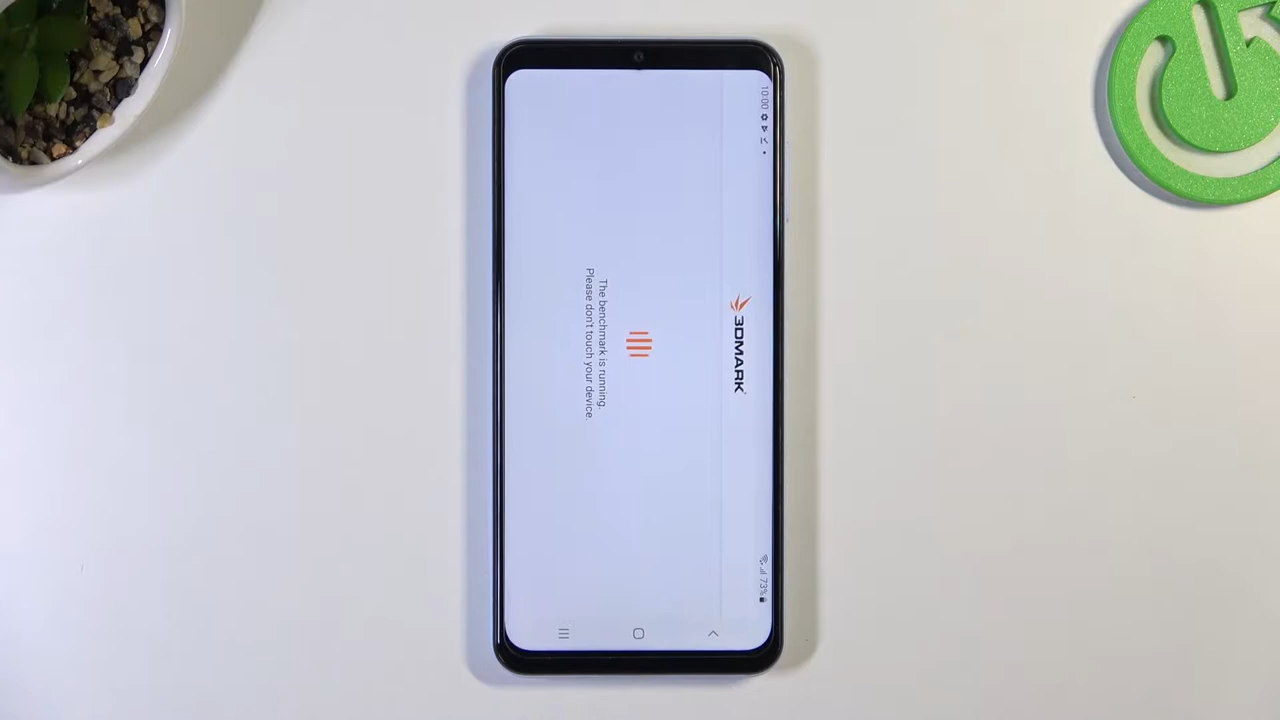 10:00
73%
3DMARK
The benchmark is running.
Please don't touch your device.